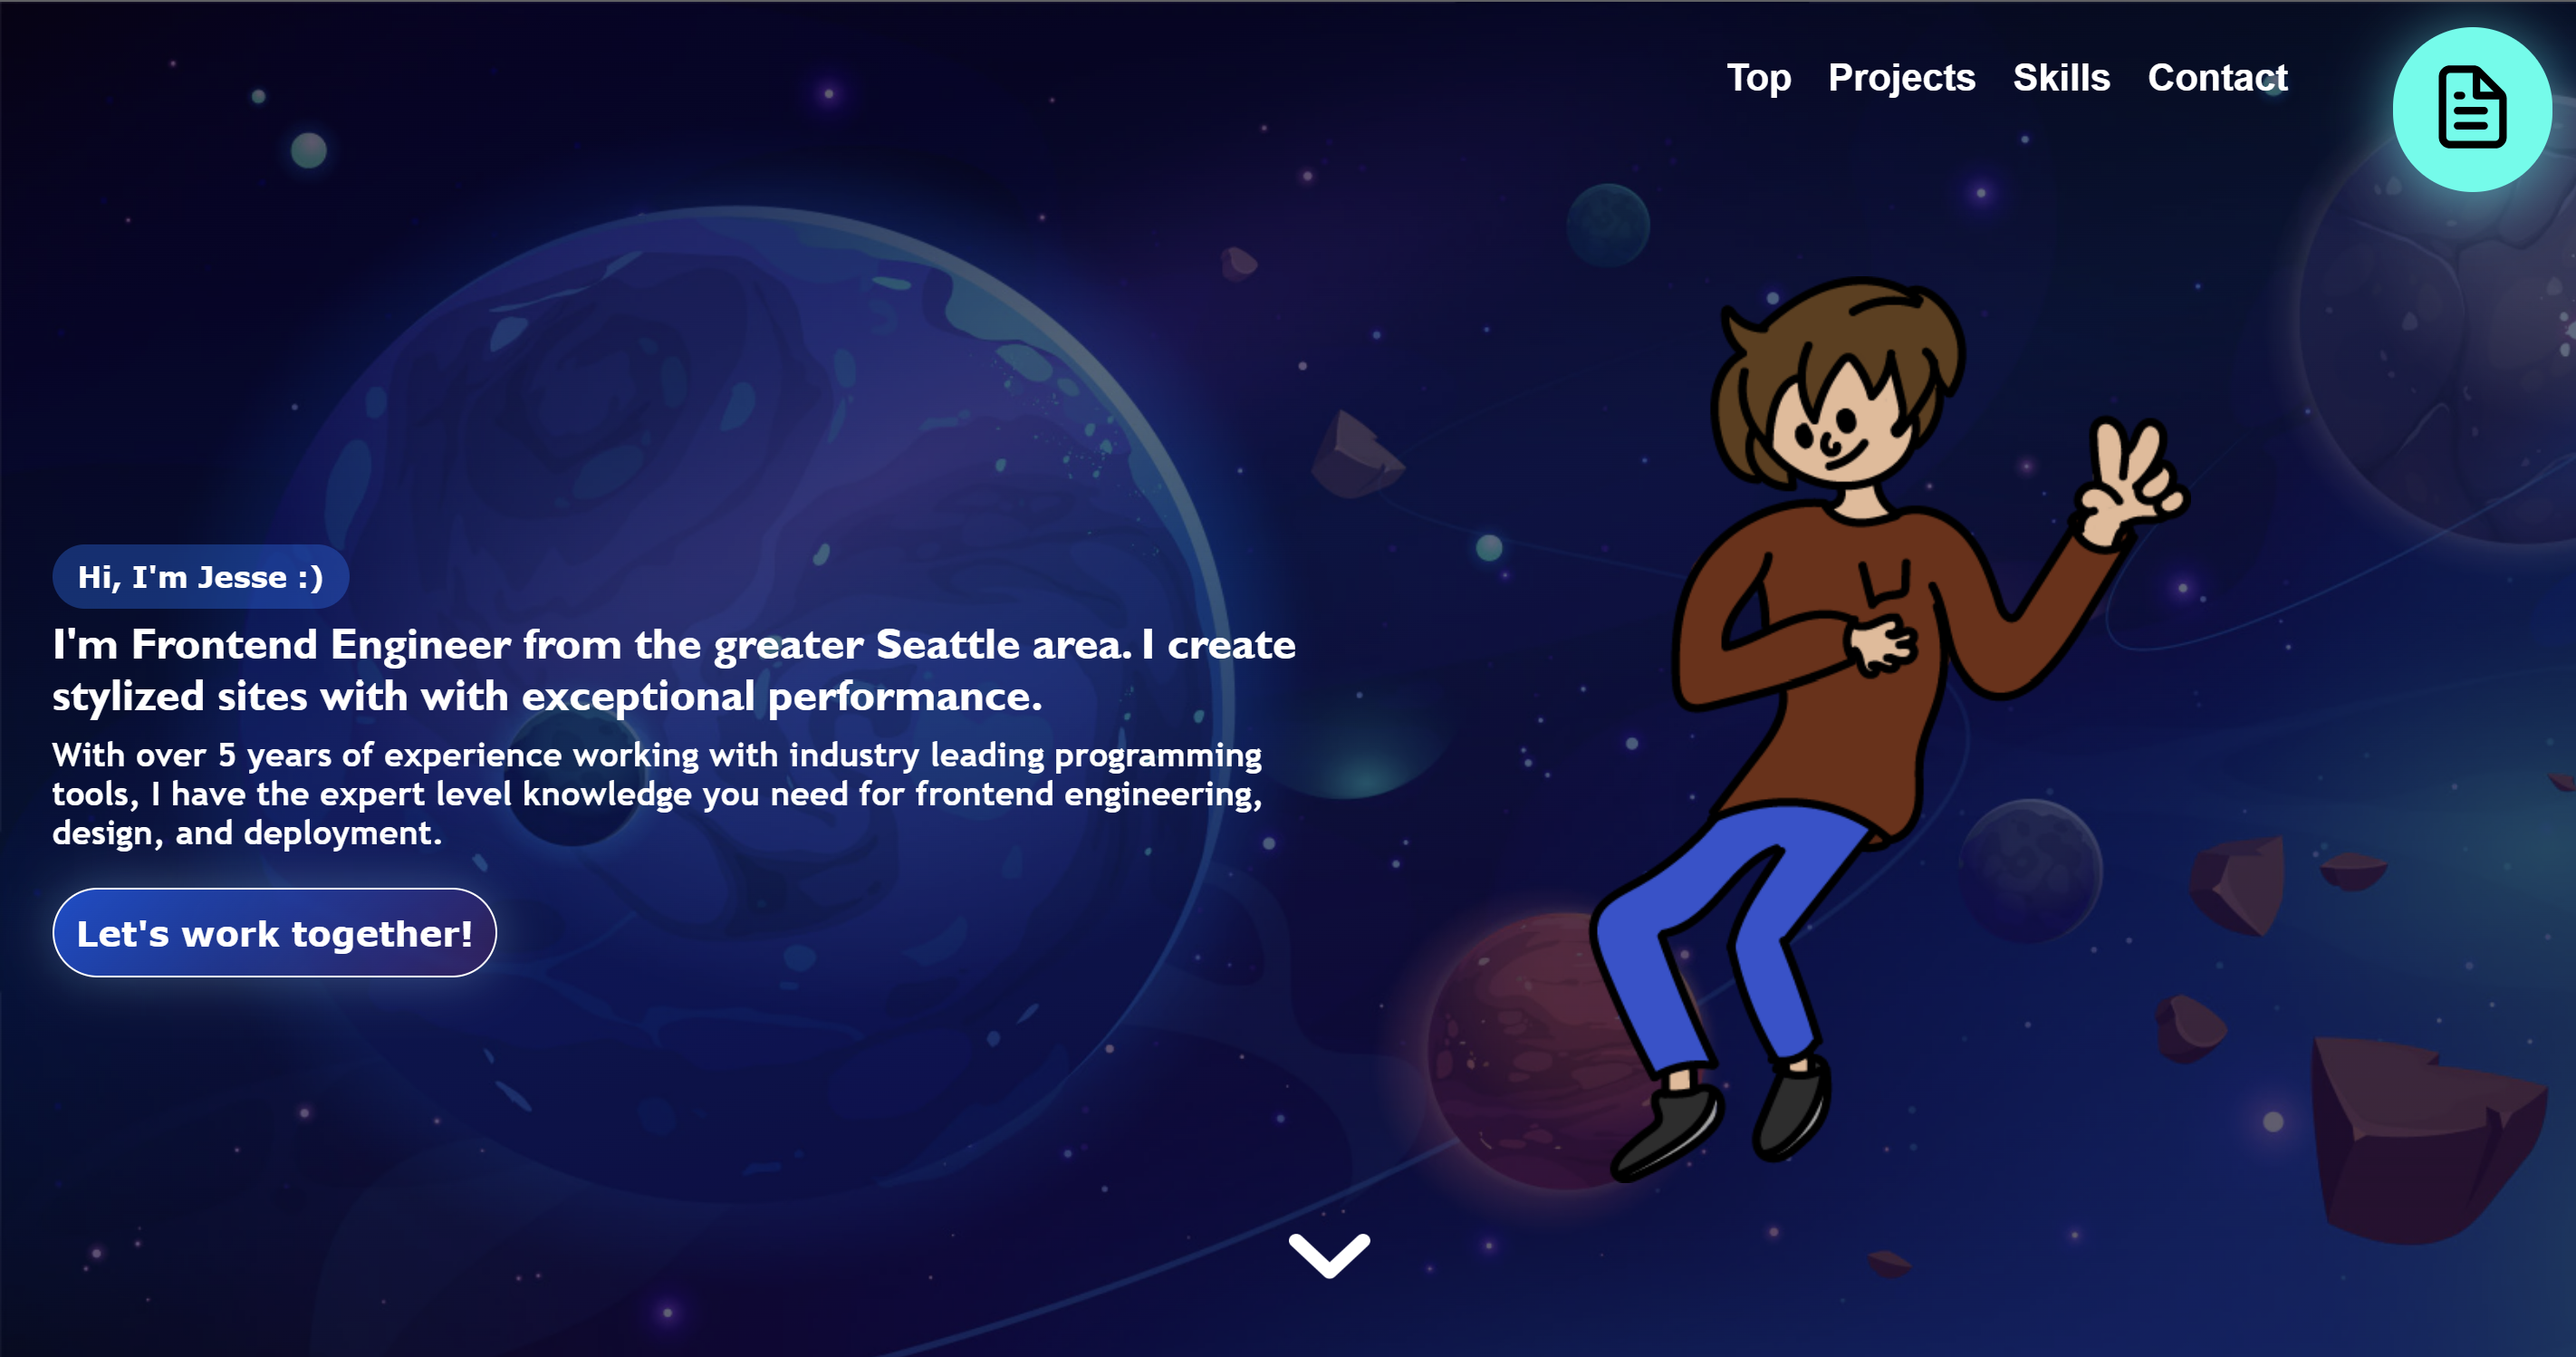 Top Projects Skills Contact
Hi, I'm Jesse :)
I'm Frontend Engineer from the greater Seattle area. I create
stylized sites with with exceptional performance.
With over 5 years of experience working with industry leading programming
tools, I have the expert level knowledge you need for frontend engineering,
design, and deployment.
Let's work together!